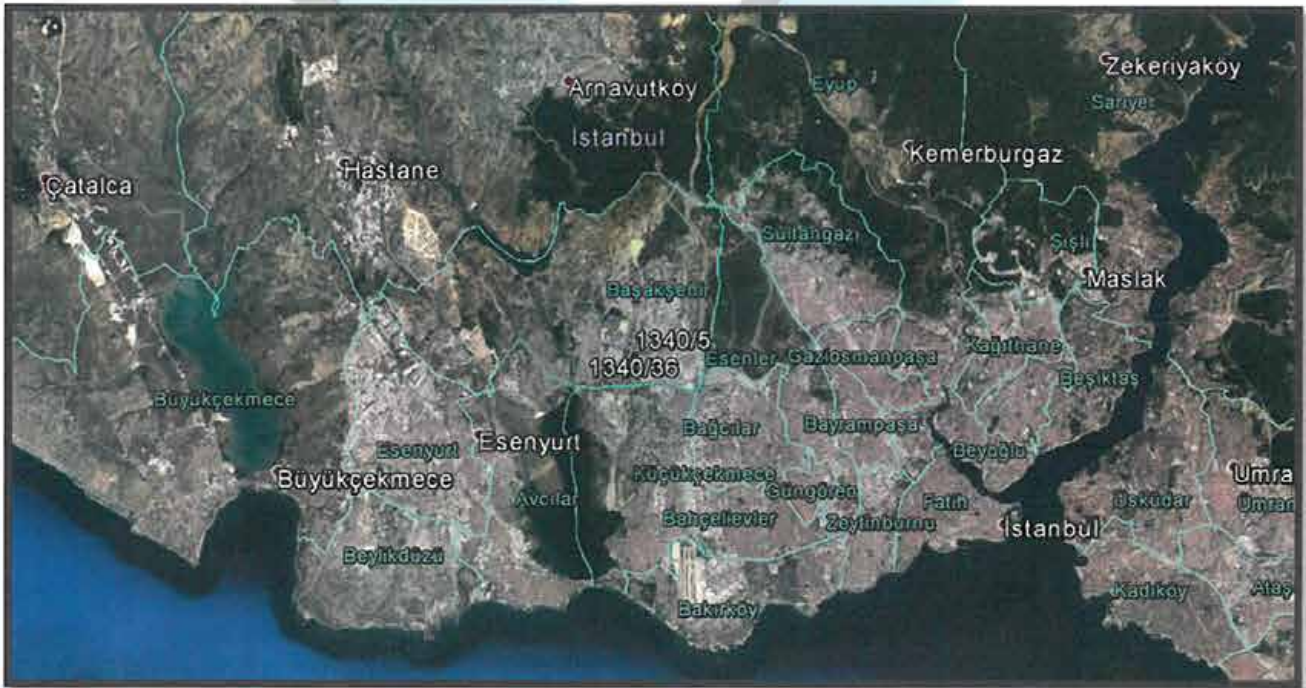 Zekeriyaköy
Eyüp
Arnavutköy
Sarıyer
İstanbul
Kemerburgaz
Hastane
Çatalca
Sultangazi
Şişli
Maslak
Başakşehir
1340/5
Esenler
Gaziosmanpaşa
Kağıthane
1340/36
Beşiktaş
Büyükçekmece
Bağcılar
Bayrampaşa
Esenyurt
Esenyurt
Beyoğlu
Büyükçekmece
Küçükçekmece
Umra
Güngören
Avcılar
Fatih
Üsküdar
Ümran
Bahçelievler
Zeytinburnu
İstanbul
Beylikdüzü
Kadıköy
Ataş
Bakırköy